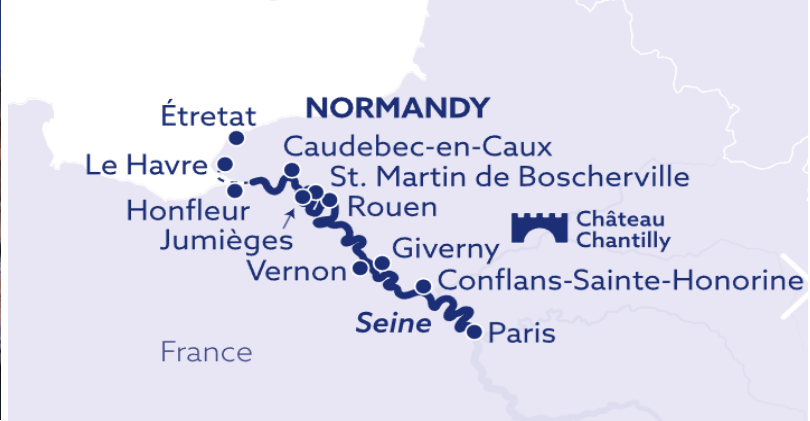 Étretat
NORMANDY
Caudebec-en-Caux
Le Havre
St. Martin de Boscherville
Honfleur
Rouen
Jumièges
Château
Chantilly
Giverny
Vernon
Conflans-Sainte-Honorine
Seine
Paris
France